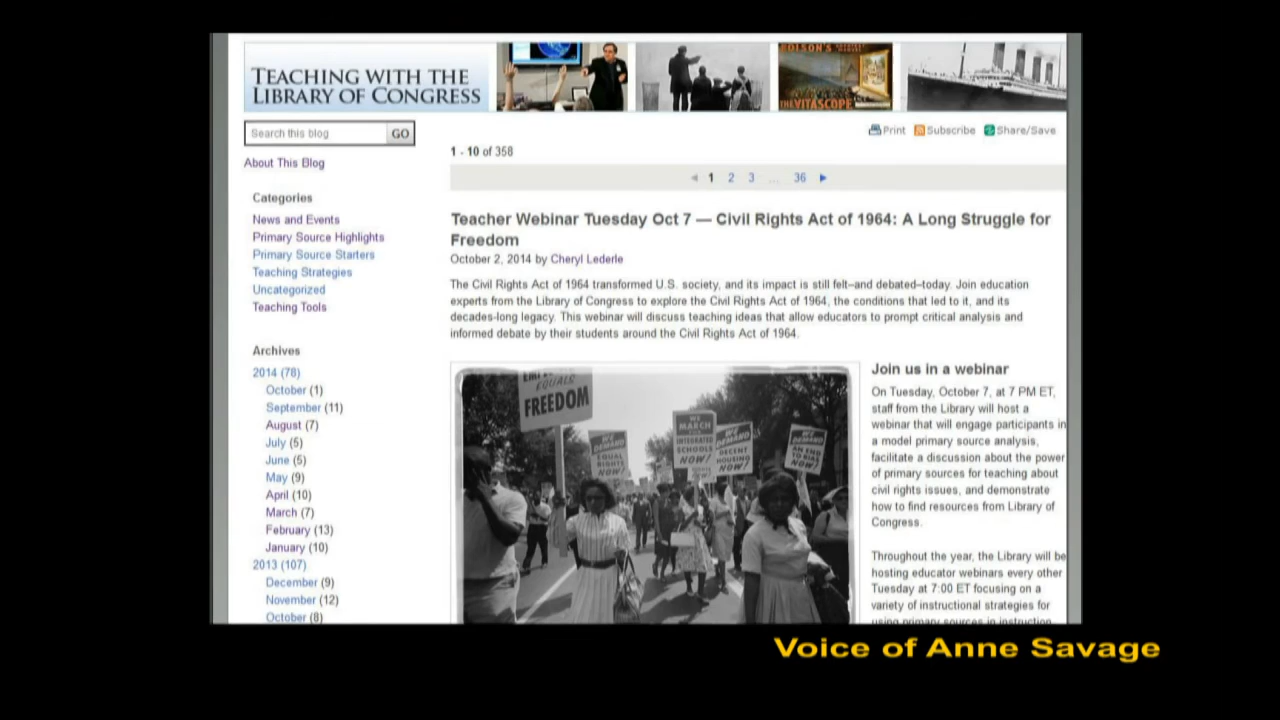 TEACHING WITH THE
LIBRARY OF CONGRESS
THE VITASCOPE
Search this blog
GO
Print
Subscribe
Share/Save
About This Blog
1 - 10 of 358
1 2 3 ... 36
Categories
News and Events
Primary Source Highlights
Primary Source Starters
Teaching Strategies
Uncategorized
Teaching Tools
Archives
2014 (78)
October (1)
September (11)
August (7)
July (5)
June (5)
May (9)
April (10)
March (7)
February (13)
January (10)
2013 (107)
December (9)
November (12)
October (8)
Teacher Webinar Tuesday Oct 7 — Civil Rights Act of 1964: A Long Struggle for
Freedom
October 2, 2014 by Cheryl Lederle
The Civil Rights Act of 1964 transformed U.S. society, and its impact is still felt–and debated–today. Join education
experts from the Library of Congress to explore the Civil Rights Act of 1964, the conditions that led to it, and its
decades-long legacy. This webinar will discuss teaching ideas that allow educators to prompt critical analysis and
informed debate by their students around the Civil Rights Act of 1964.
EQUALS
FREEDOM
WE DEMAND
EQUAL
RIGHTS
NOW!
WE
MARCH
FOR
INTEGRATED
SCHOOLS
NOW!
WE DEMAND
DECENT
HOUSING
NOW!
WE DEMAND
AN END
TO BIAS
NOW!
Join us in a webinar
On Tuesday, October 7, at 7 PM ET,
staff from the Library will host a
webinar that will engage participants in
a model primary source analysis,
facilitate a discussion about the power
of primary sources for teaching about
civil rights issues, and demonstrate
how to find resources from Library of
Congress.
Throughout the year, the Library will be
hosting educator webinars every other
Tuesday at 7:00 ET focusing on a
variety of instructional strategies for
using primary sources in instruction
Voice of Anne Savage